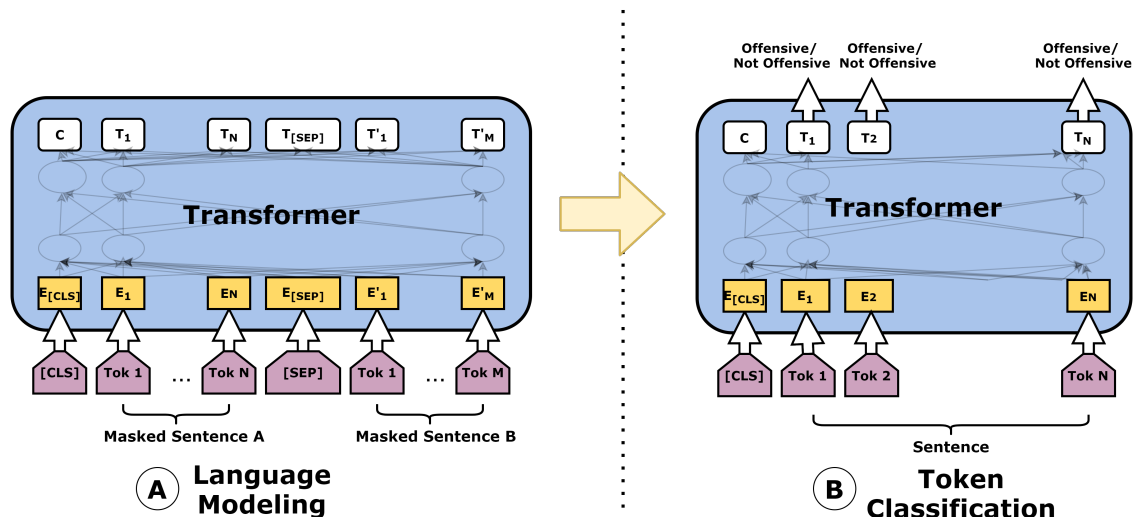 Offensive/ Offensive/ Offensive/
Not Offensive Not Offensive Not Offensive
C T1 TN T[SEP] T'1 T'M
Transformer
E[CLS] E1 EN E[SEP] E'1 E'M
[CLS] Tok 1 ... Tok N [SEP] Tok 1 ... Tok M
Masked Sentence A Masked Sentence B
A Language
Modeling
C T1 T2 TN
Transformer
E[CLS] E1 E2 EN
[CLS] Tok 1 Tok 2 Tok N
Sentence
B Token
Classification